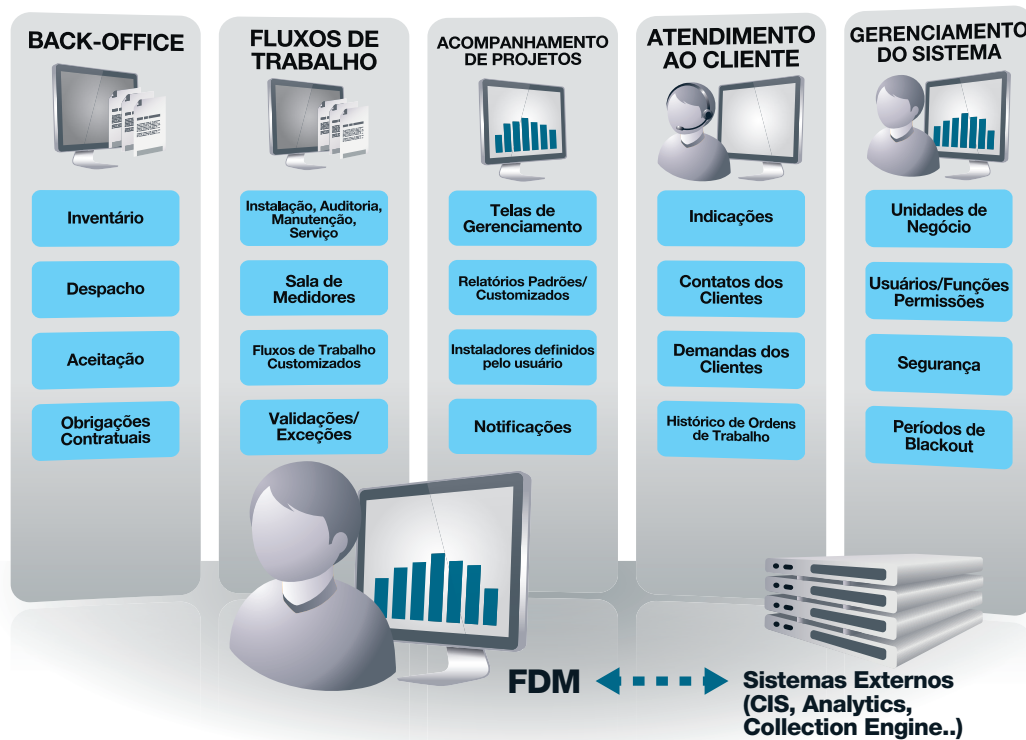 BACK-OFFICE
Inventário
Despacho
Aceitação
Obrigações
Contratuais
FLUXOS DE
TRABALHO
Instalação, Auditoria,
Manutenção,
Serviço
Sala de
Medidores
Fluxos de Trabalho
Customizados
Validações/
Exceções
ACOMPANHAMENTO
DE PROJETOS
Telas de
Gerenciamento
Relatórios Padrões/
Customizados
Instaladores definidos
pelo usuário
Notificações
ATENDIMENTO
AO CLIENTE
Indicações
Contatos dos
Clientes
Demandas dos
Clientes
Histórico de Ordens
de Trabalho
GERENCIAMENTO
DO SISTEMA
Unidades de
Negócio
Usuários/Funções
Permissões
Segurança
Períodos de
Blackout
FDM
Sistemas Externos
(CIS, Analytics,
Collection Engine..)